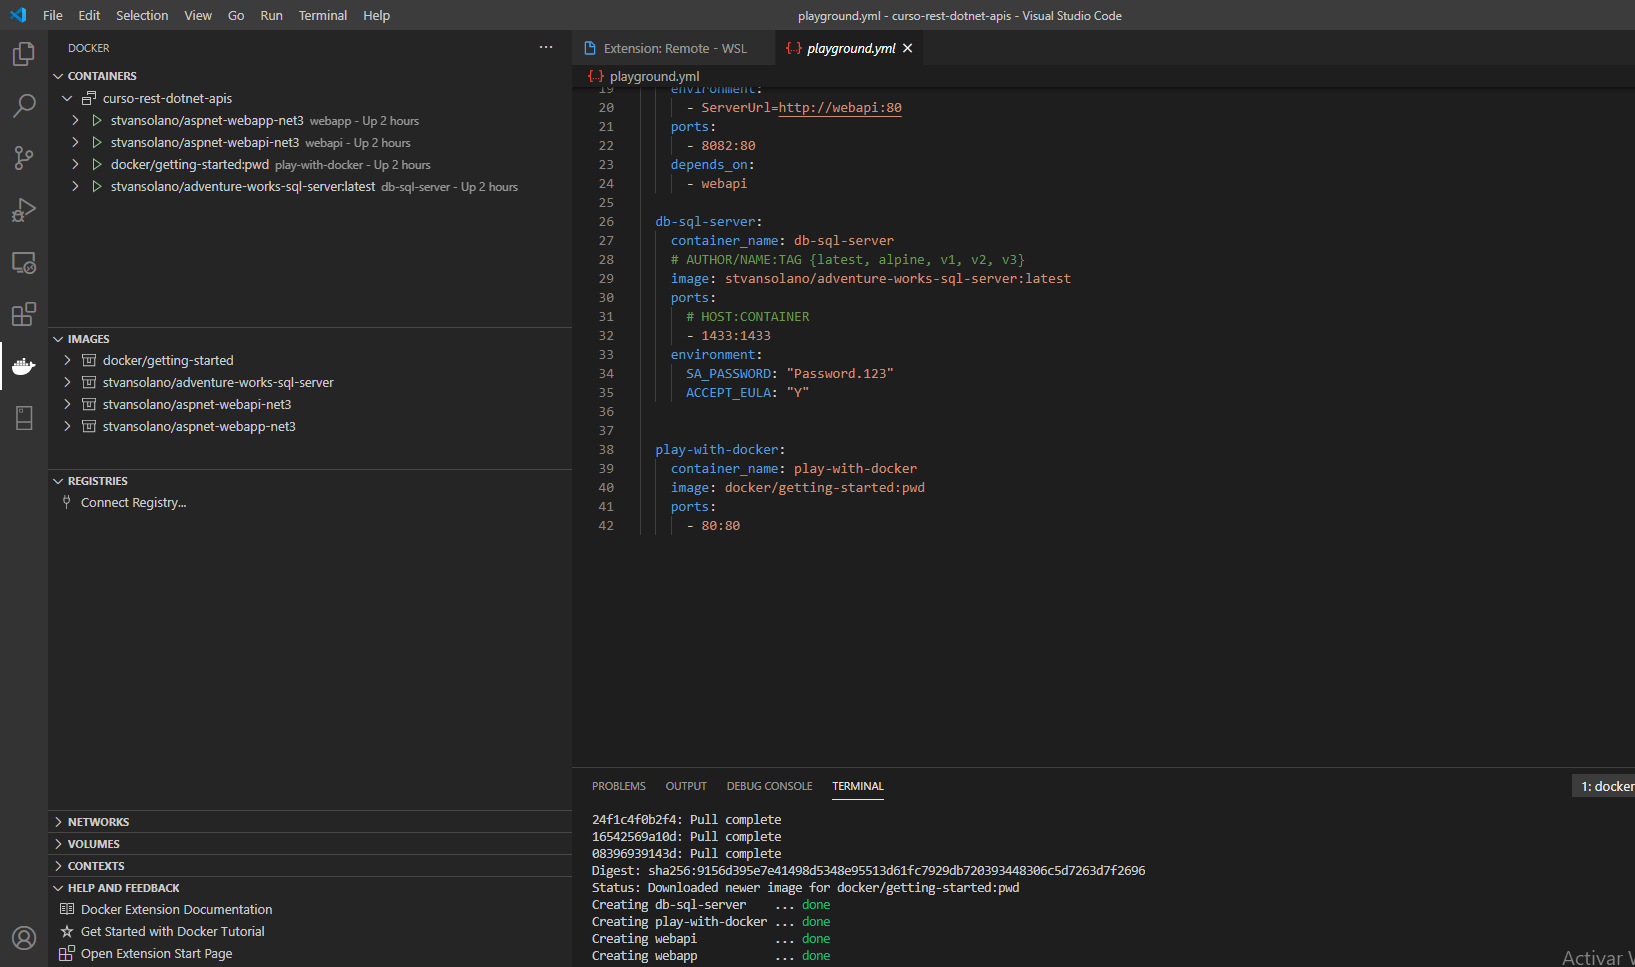 File Edit Selection View Go Run Terminal Help
playground.yml - curso-rest-dotnet-apis - Visual Studio Code
DOCKER
CONTAINERS
curso-rest-dotnet-apis
stvansolano/aspnet-webapp-net3 webapp - Up 2 hours
stvansolano/aspnet-webapi-net3 webapi - Up 2 hours
docker/getting-started:pwd play-with-docker - Up 2 hours
stvansolano/adventure-works-sql-server:latest db-sql-server - Up 2 hours
IMAGES
docker/getting-started
stvansolano/adventure-works-sql-server
stvansolano/aspnet-webapi-net3
stvansolano/aspnet-webapp-net3
REGISTRIES
Connect Registry...
NETWORKS
VOLUMES
CONTEXTS
HELP AND FEEDBACK
Docker Extension Documentation
Get Started with Docker Tutorial
Open Extension Start Page
Extension: Remote - WSL
{..} playground.yml
{..} playground.yml
19 environment:
20 - ServerUrl=http://webapi:80
21 ports:
22 - 8082:80
23 depends_on:
24 - webapi
25
26 db-sql-server:
27 container_name: db-sql-server
28 # AUTHOR/NAME:TAG {latest, alpine, v1, v2, v3}
29 image: stvansolano/adventure-works-sql-server:latest
30 ports:
31 # HOST:CONTAINER
32 - 1433:1433
33 environment:
34 SA_PASSWORD: "Password.123"
35 ACCEPT_EULA: "Y"
36
37
38 play-with-docker:
39 container_name: play-with-docker
40 image: docker/getting-started:pwd
41 ports:
42 - 80:80
PROBLEMS OUTPUT DEBUG CONSOLE TERMINAL
1: docker
24f1c4f0b2f4: Pull complete
16542569a10d: Pull complete
08396939143d: Pull complete
Digest: sha256:9156d395e7e41498d5348e95513d61fc7929db720393448306c5d7263d7f2696
Status: Downloaded newer image for docker/getting-started:pwd
Creating db-sql-server ... done
Creating play-with-docker ... done
Creating webapi ... done
Creating webapp ... done
Activar W